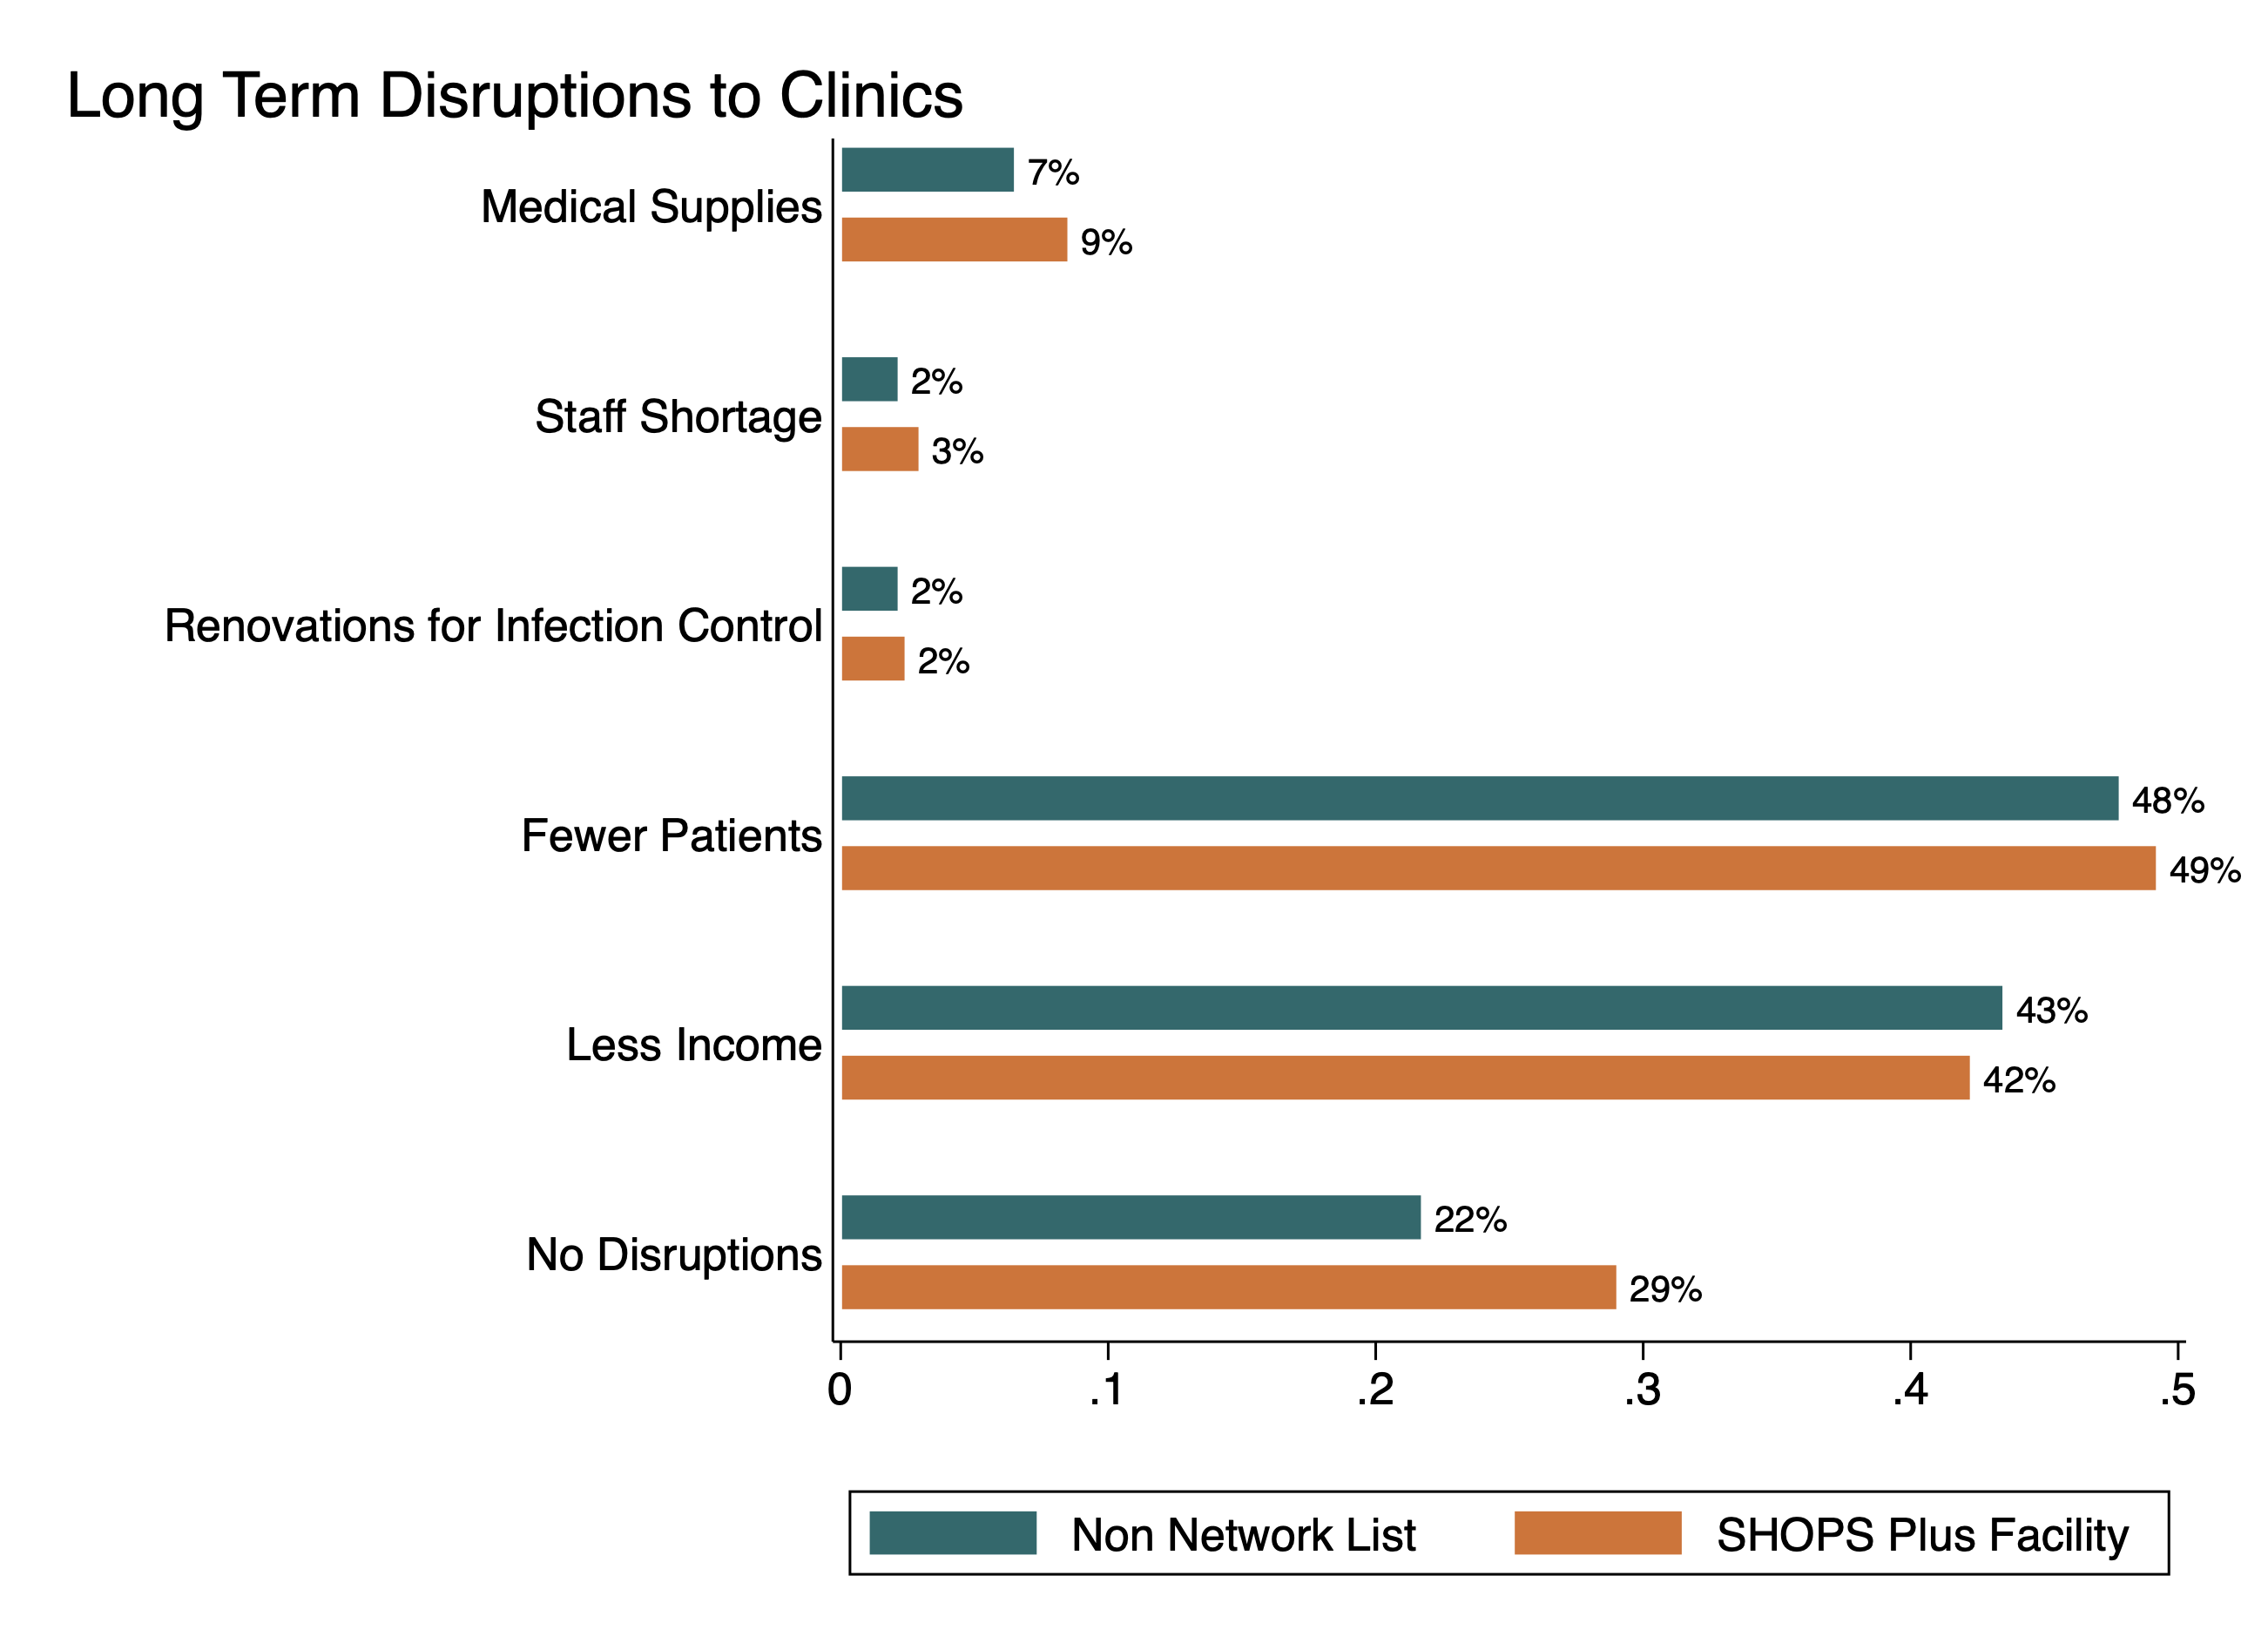 Long Term Disruptions to Clinics
Medical Supplies
7%
9%
Staff Shortage
2%
3%
Renovations for Infection Control
2%
2%
Fewer Patients
48%
49%
Less Income
43%
42%
No Disruptions
22%
29%
0 .1 .2 .3 .4 .5
Non Network List SHOPS Plus Facility